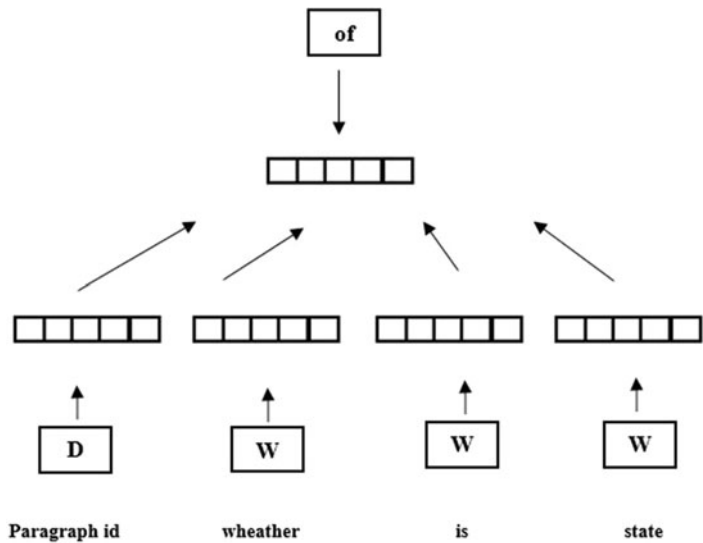 of
D
W
W
W
Paragraph id
wheather
is
state